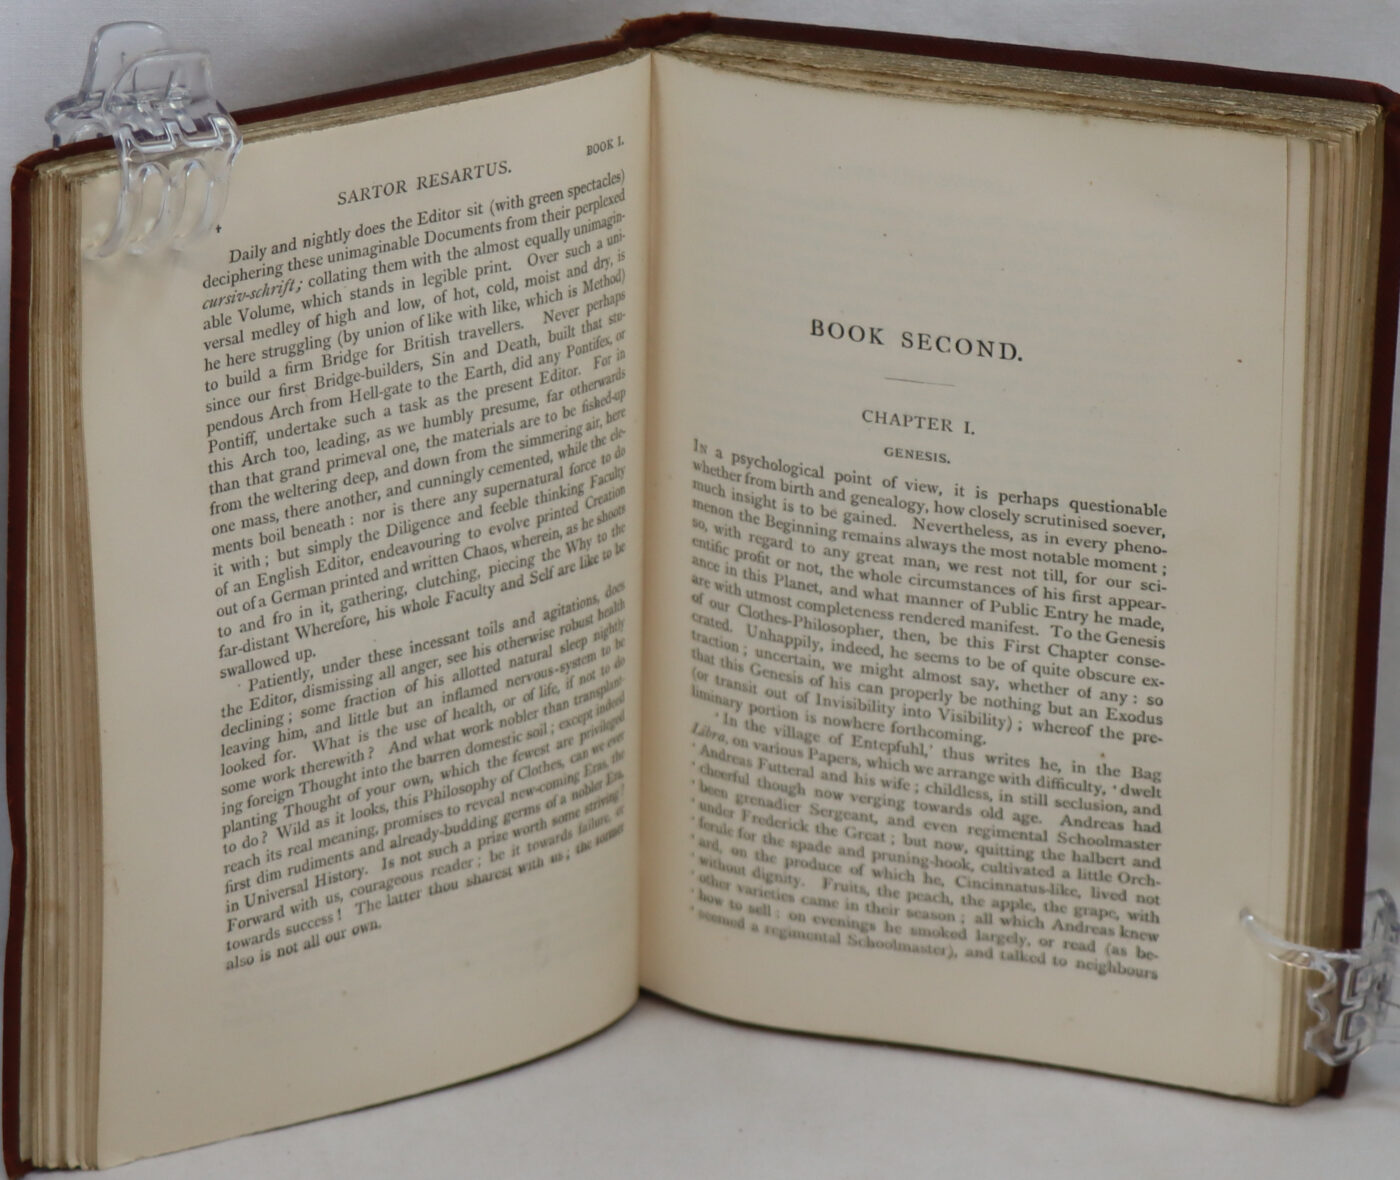 SARTOR RESARTUS.
BOOK I.
Daily and nightly does the Editor sit (with green spectacles)
deciphering these unimaginable Documents from their perplexed
cursiv-schrift; collating them with the almost equally unimagin-
able Volume, which stands in legible print. Over such a uni-
versal medley of high and low, of hot, cold, moist and dry, is
he here struggling (by union of like with like, which is Method)
to build a firm Bridge for British travellers. Never perhaps
since our first Bridge-builders, Sin and Death, built that stu-
pendous Arch from Hell-gate to the Earth, did any Pontifex, or
Pontiff, undertake such a task as the present Editor. For in
this Arch too, leading, as we humbly presume, far otherwards
than that grand primeval one, the materials are to be fished-up
from the weltering deep, and down from the simmering air, here
one mass, there another, and cunningly cemented, while the ele-
ments boil beneath: nor is there any supernatural force to do
it with; but simply the Diligence and feeble thinking Faculty
of an English Editor, endeavouring to evolve printed Creation
out of a German printed and written Chaos, wherein, as he shoots
to and fro in it, gathering, clutching, piecing the Why to the
far-distant Wherefore, his whole Faculty and Self are like to be
swallowed up.
Patiently, under these incessant toils and agitations, does
the Editor, dismissing all anger, see his otherwise robust health
declining; some fraction of his allotted natural sleep nightly
leaving him, and little but an inflamed nervous-system to be
looked for. What is the use of health, or of life, if not to do
some work therewith? And what work nobler than transplant-
ing foreign Thought into the barren domestic soil; except indeed
planting Thought of your own, which the fewest are privileged
to do? Wild as it looks, this Philosophy of Clothes, can we ever
reach its real meaning, promises to reveal new-coming Eras, the
first dim rudiments and already-budding germs of a nobler Era,
in Universal History. Is not such a prize worth some striving?
Forward with us, courageous reader; be it towards failure, or
towards success! The latter thou sharest with us; the former
also is not all our own.
BOOK SECOND.
CHAPTER I.
GENESIS.
IN a psychological point of view, it is perhaps questionable
whether from birth and genealogy, how closely scrutinised soever,
much insight is to be gained. Nevertheless, as in every pheno-
menon the Beginning remains always the most notable moment;
so, with regard to any great man, we rest not till, for our sci-
entific profit or not, the whole circumstances of his first appear-
ance in this Planet, and what manner of Public Entry he made,
are with utmost completeness rendered manifest. To the Genesis
of our Clothes-Philosopher, then, be this First Chapter conse-
crated. Unhappily, indeed, he seems to be of quite obscure ex-
traction; uncertain, we might almost say, whether of any: so
that this Genesis of his can properly be nothing but an Exodus
(or transit out of Invisibility into Visibility); whereof the pre-
liminary portion is nowhere forthcoming.
'In the village of Entepfuhl,' thus writes he, in the Bag
Libra, on various Papers, which we arrange with difficulty, 'dwelt
'Andreas Futteral and his wife; childless, in still seclusion, and
'cheerful though now verging towards old age. Andreas had
'been grenadier Sergeant, and even regimental Schoolmaster
'under Frederick the Great; but now, quitting the halbert and
'ferule for the spade and pruning-hook, cultivated a little Orch-
'ard, on the produce of which he, Cincinnatus-like, lived not
'without dignity. Fruits, the peach, the apple, the grape, with
'other varieties came in their season; all which Andreas knew
'how to sell: on evenings he smoked largely, or read (as be-
'seemed a regimental Schoolmaster), and talked to neighbours